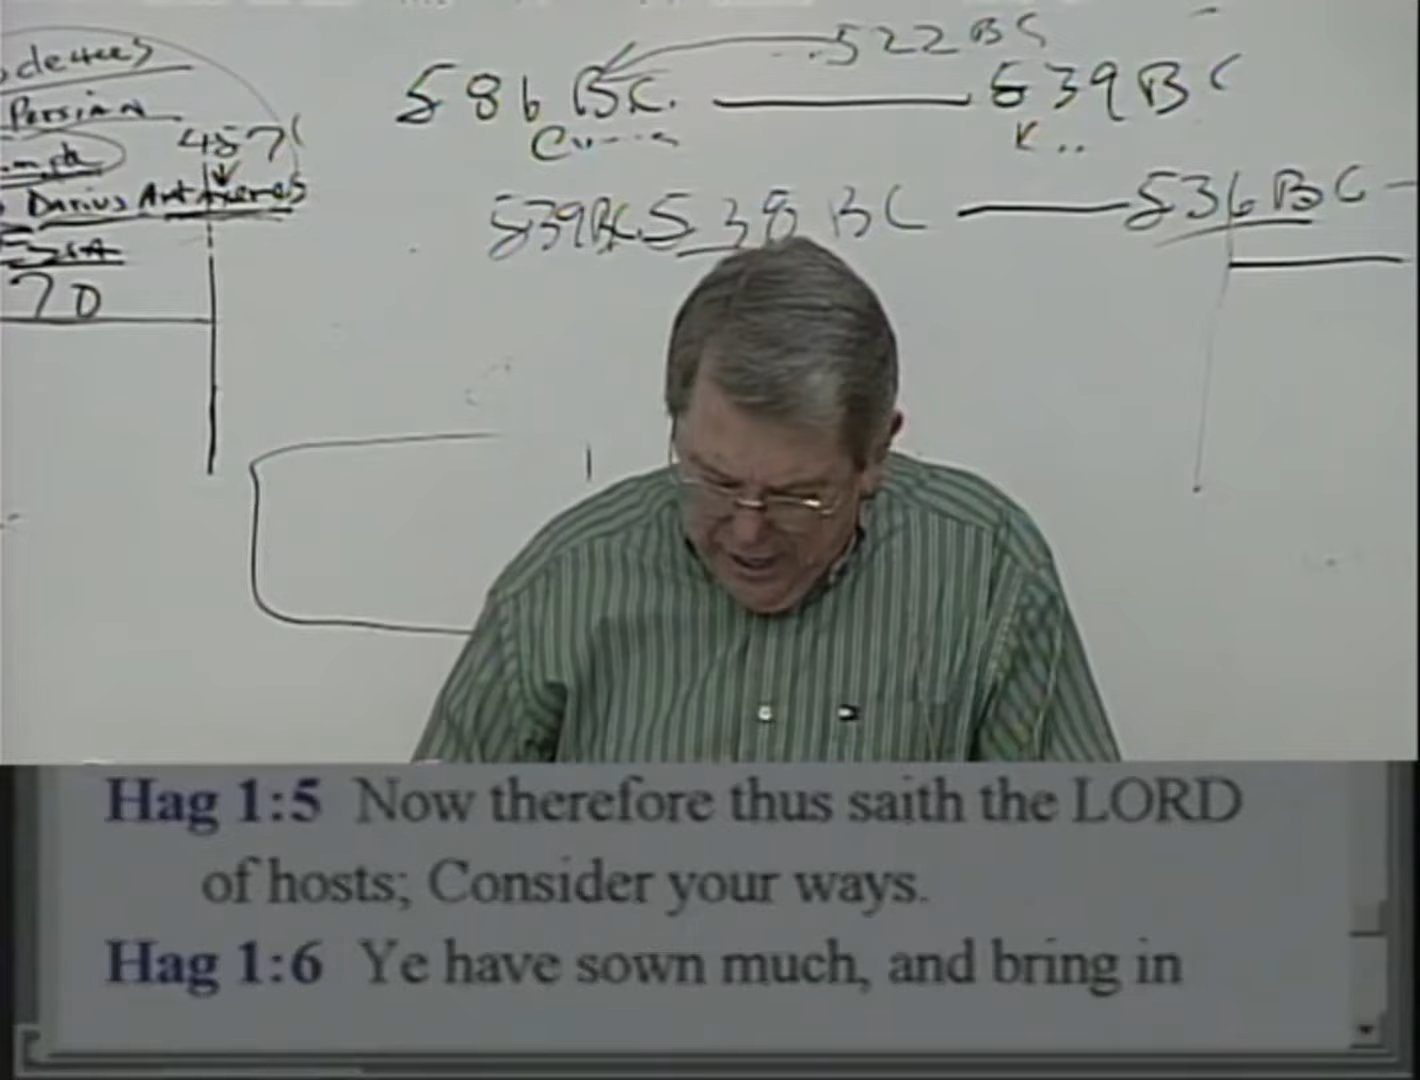 522 BC
586 BC. 539 BC
K..
Persian
457
539BC 538 BC 536 BC
Darius Artaxerxes
70
Hag 1:5 Now therefore thus saith the LORD
of hosts; Consider your ways.
Hag 1:6 Ye have sown much, and bring in